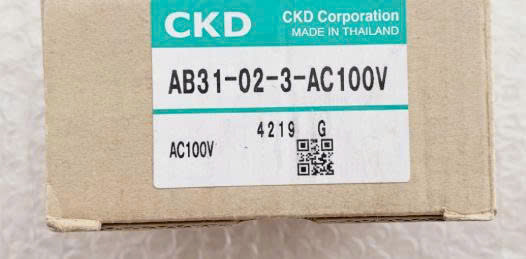 CKD
CKD Corporation
MADE IN THAILAND
AB31-02-3-AC100V
4219 G
AC100V